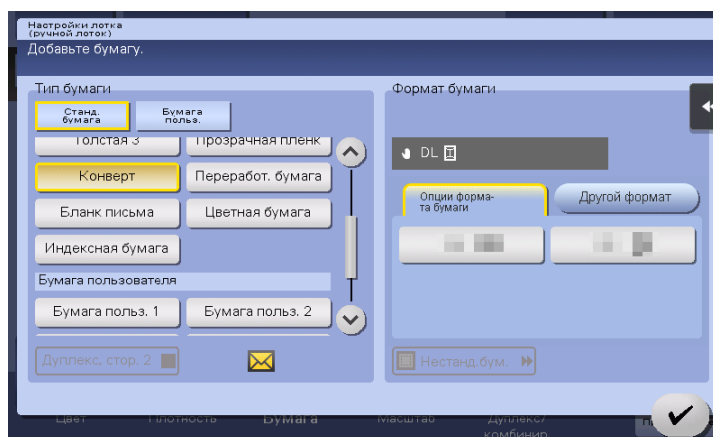 Настройки лотка
(ручной лоток)
Добавьте бумагу.
Тип бумаги
Станд.
бумага
Бумага
польз.
Толстая 3
Прозрачная пленк
Конверт
Переработ. бумага
Бланк письма
Цветная бумага
Индексная бумага
Бумага пользователя
Бумага польз. 1
Бумага польз. 2
Дуплекс, стор. 2
Формат бумаги
DL
Опции форма-
та бумаги
Другой формат
Нестанд.бум.
Цвет
Плотность
Бумага
Масштаб
Дуплекс/
комбинир.